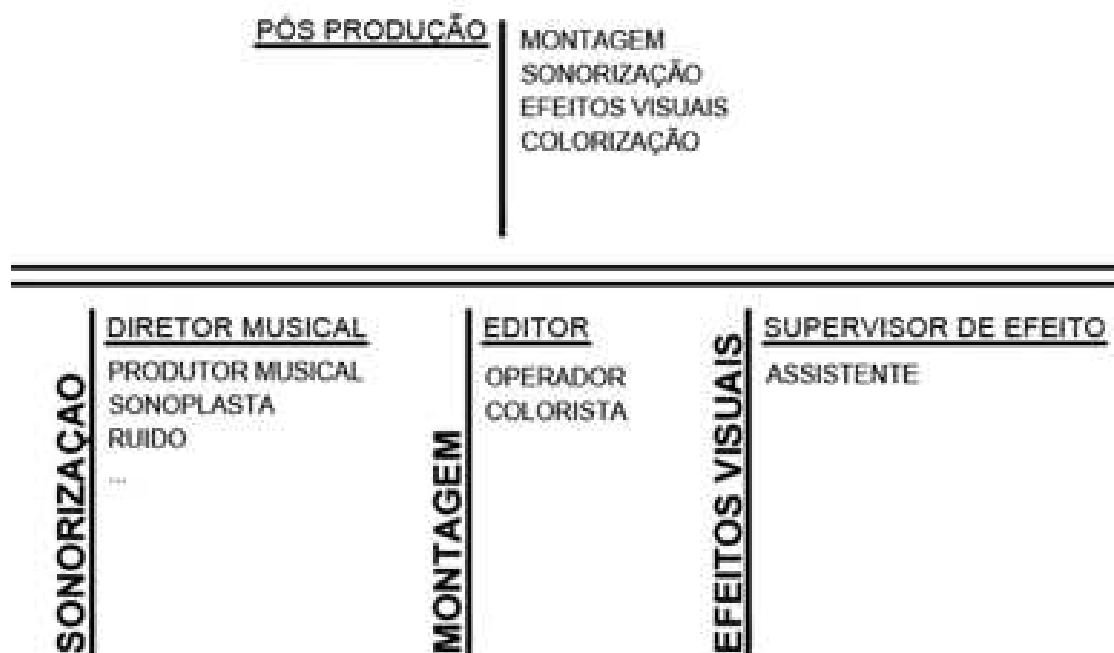 PÓS PRODUÇÃO
MONTAGEM
SONORIZAÇÃO
EFEITOS VISUAIS
COLORIZAÇÃO
SONORIZAÇAO
DIRETOR MUSICAL
PRODUTOR MUSICAL
SONOPLASTA
RUIDO
...
MONTAGEM
EDITOR
OPERADOR
COLORISTA
EFEITOS VISUAIS
SUPERVISOR DE EFEITO
ASSISTENTE